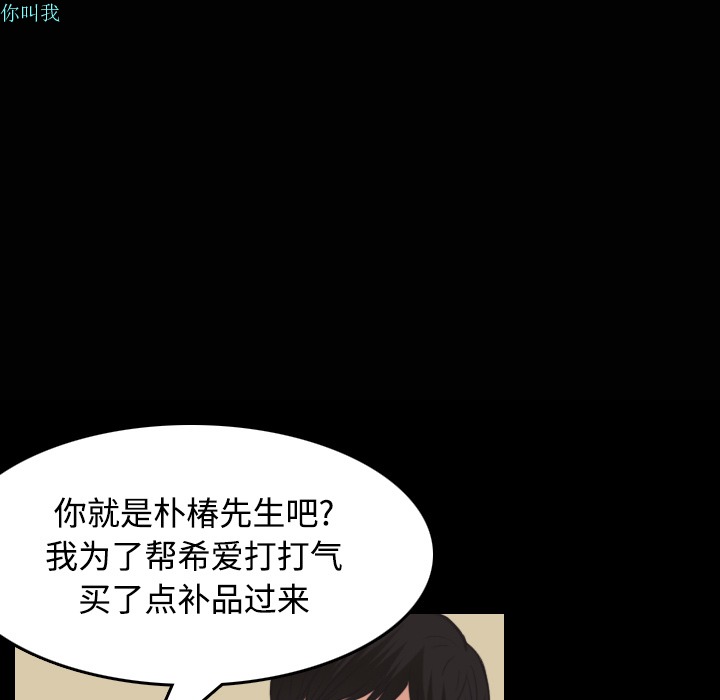 你叫我
你就是朴椿先生吧?
我为了帮希爱打打气
买了点补品过来